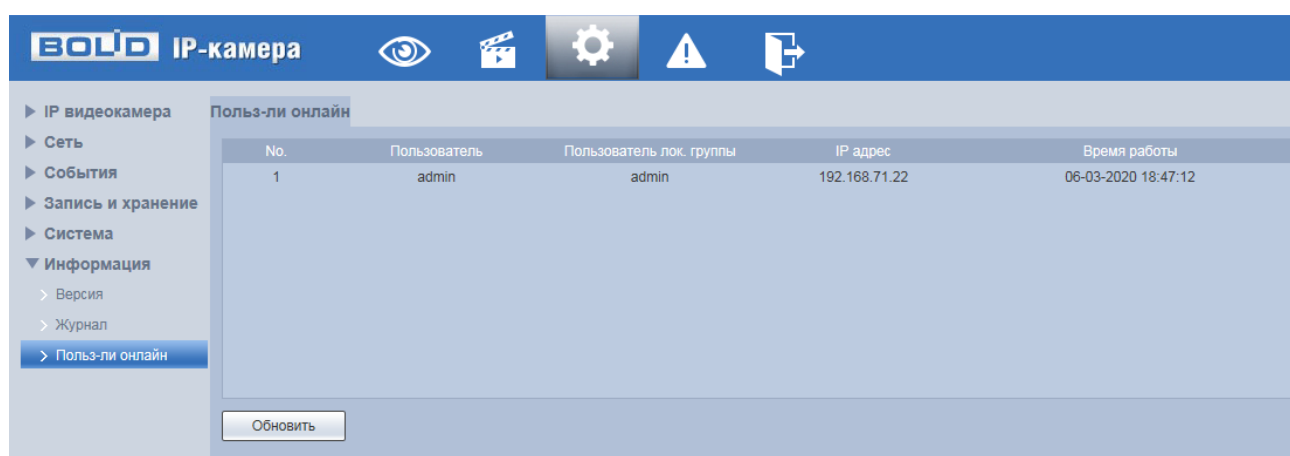 BOLID IP-камера
IP видеокамера
Сеть
События
Запись и хранение
Система
Информация
Версия
Журнал
Польз-ли онлайн
Польз-ли онлайн
No. Пользователь Пользователь лок. группы IP адрес Время работы
1 admin admin 192.168.71.22 06-03-2020 18:47:12
Обновить